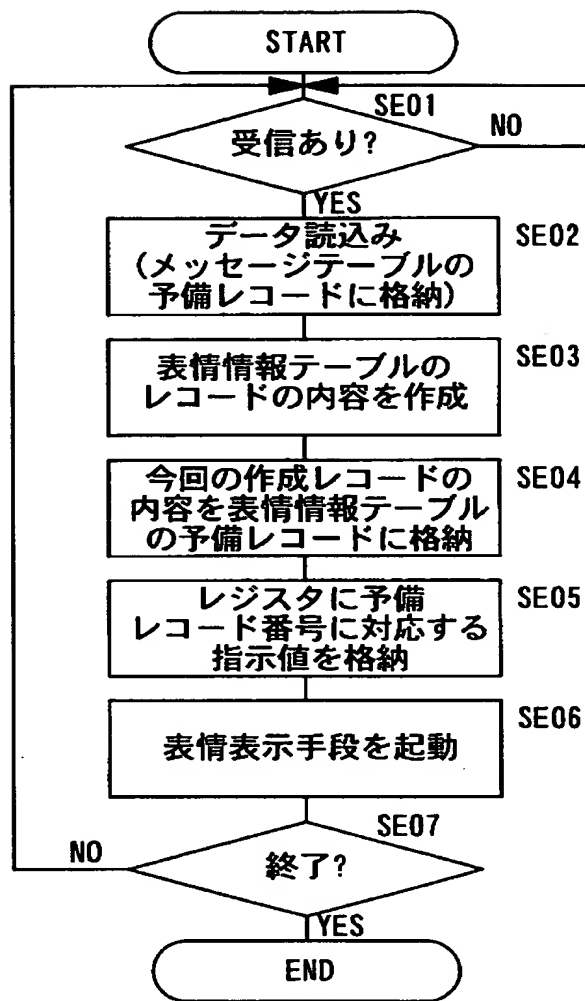 START
SE01
受信あり?
NO
YES
データ読込み
(メッセージテーブルの
予備レコードに格納)
SE02
表情情報テーブルの
レコードの内容を作成
SE03
今回の作成レコードの
内容を表情情報テーブル
の予備レコードに格納
SE04
レジスタに予備
レコード番号に対応する
指示値を格納
SE05
表情表示手段を起動
SE06
SE07
終了?
NO
YES
END